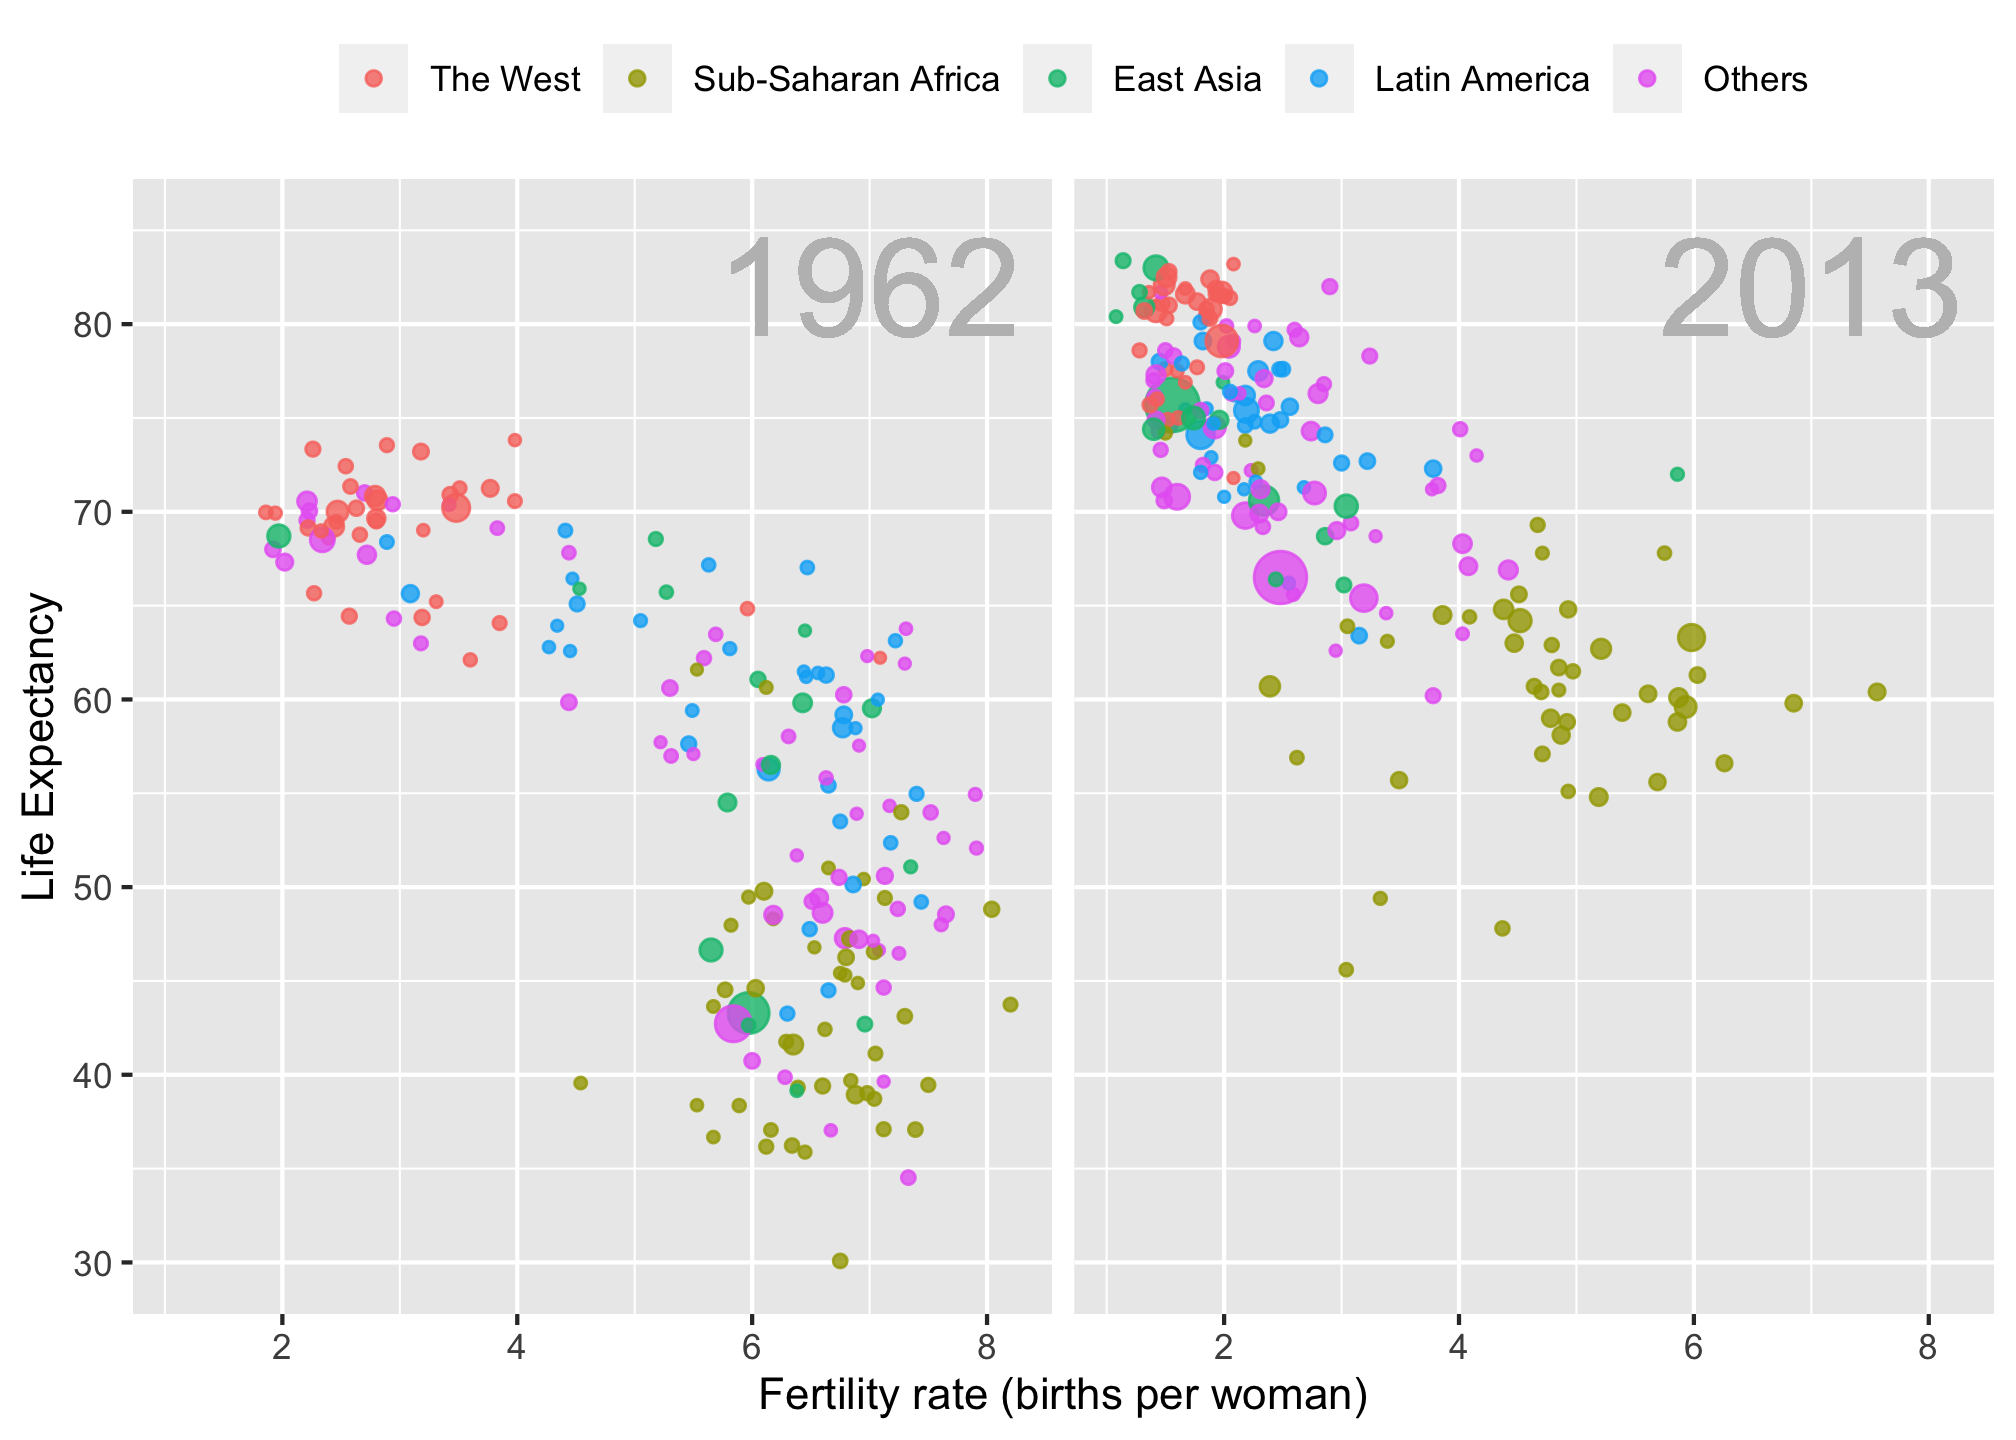 The West Sub-Saharan Africa East Asia Latin America Others
1962 2013
80
70
60
50
40
30
Life Expectancy
2 4 6 8 2 4 6 8
Fertility rate (births per woman)